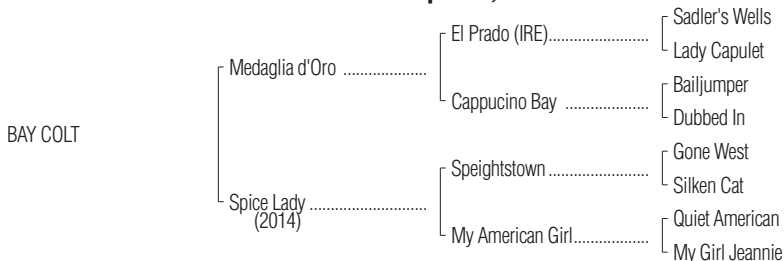 Sadler's Wells
El Prado (IRE)......................
Lady Capulet
Medaglia d'Oro ....................
Bailjumper
Cappucino Bay ..................
Dubbed In
BAY COLT
Gone West
Speightstown......................
Silken Cat
Spice Lady ............................
(2014)
Quiet American
My American Girl.................
My Girl Jeannie